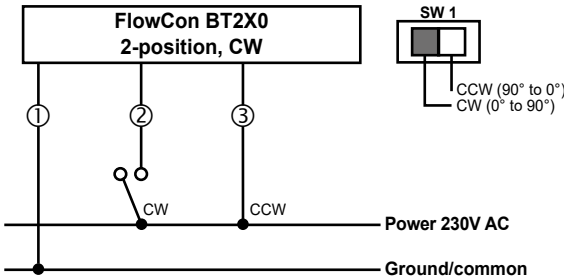 FlowCon BT2X0
2-position, CW
SW 1
CCW (90° to 0°)
CW (0° to 90°)
①
②
③
CW
CCW
Power 230V AC
Ground/common